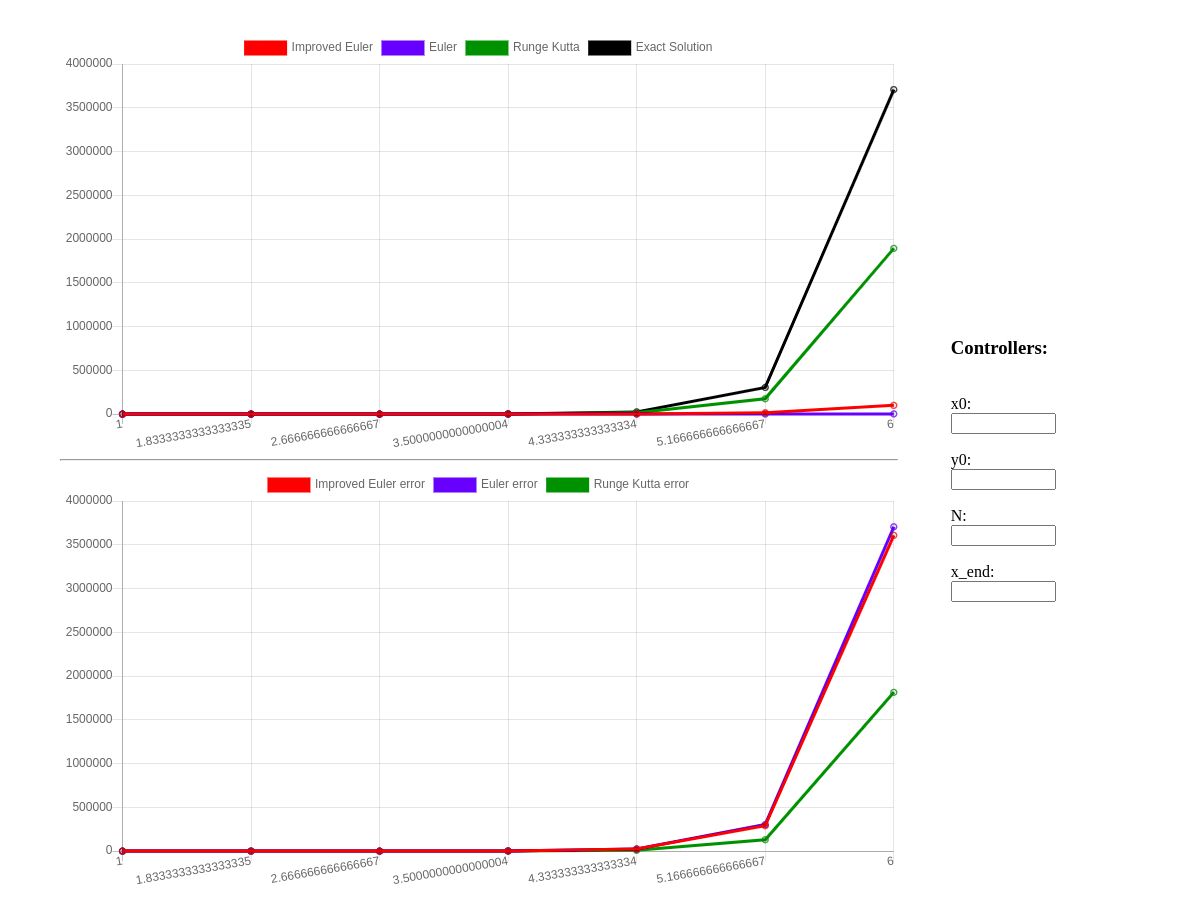 Improved Euler Euler Runge Kutta Exact Solution
4000000
3500000
3000000
2500000
2000000
1500000
1000000
500000
0
1 1.8333333333333335 2.666666666666667 3.5000000000000004 4.333333333333334 5.166666666666667 6
Improved Euler error Euler error Runge Kutta error
4000000
3500000
3000000
2500000
2000000
1500000
1000000
500000
0
1 1.8333333333333335 2.666666666666667 3.5000000000000004 4.333333333333334 5.166666666666667 6
Controllers:
x0:
y0:
N:
x_end: